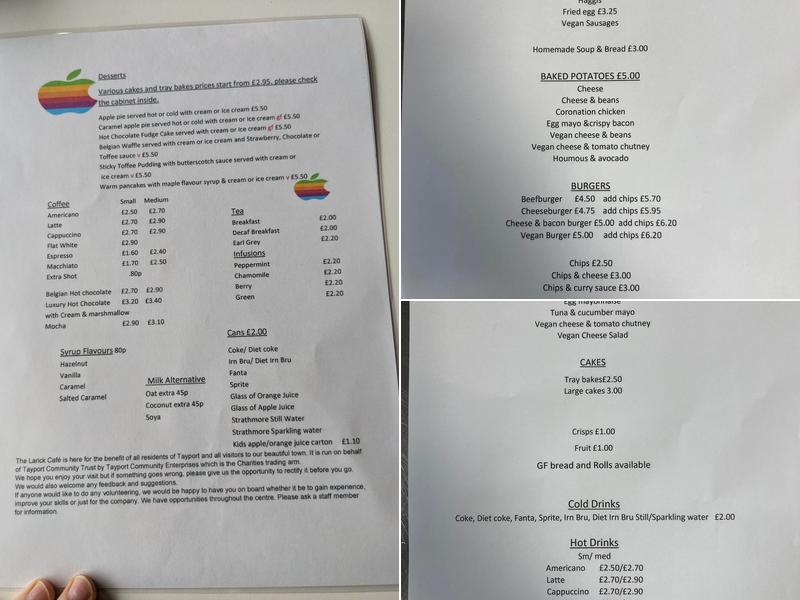 Desserts
Various cakes and tray bakes prices start from £2.95, please check
the cabinet inside.
Apple pie served hot or cold with cream or Ice cream £5.50
Caramel apple pie served hot or cold with cream or Ice cream gf £5.50
Hot Chocolate Fudge Cake served with cream or Ice cream gf £5.50
Belgian Waffle served with cream or ice cream and Strawberry, Chocolate or
Toffee sauce v £5.50
Sticky Toffee Pudding with butterscotch sauce served with cream or
ice cream v £5.50
Warm pancakes with maple flavour syrup & cream or ice cream v £5.50
Coffee Small Medium
Americano £2.50 £2.70
Latte £2.70 £2.90
Cappuccino £2.70 £2.90
Flat White £2.90
Espresso £1.60 £2.40
Macchiato £1.70 £2.50
Extra Shot .80p
Belgian Hot chocolate £2.70 £2.90
Luxury Hot chocolate £3.20 £3.40
with Cream & marshmallow
Mocha £2.90 £3.10
Tea
Breakfast £2.00
Decaf Breakfast £2.00
Earl Grey £2.20
Infusions
Peppermint £2.20
Chamomile £2.20
Berry £2.20
Green £2.20
Syrup Flavours 80p
Hazelnut
Vanilla
Caramel
Salted Caramel
Milk Alternative
Oat extra 45p
Coconut extra 45p
Soya
Cans £2.00
Coke/ Diet coke
Irn Bru/ Diet Irn Bru
Fanta
Sprite
Glass of Orange Juice
Glass of Apple Juice
Strathmore Still Water
Strathmore Sparkling water
Kids apple/orange juice carton £1.10
The Larick Café is here for the benefit of all residents of Tayport and all visitors to our beautiful town. It is run on behalf
of Tayport Community Trust by Tayport Community Enterprises which is the Charities trading arm.
We hope you enjoy your visit but if something goes wrong, please give us the opportunity to rectify it before you go.
We would also welcome any feedback and suggestions.
If anyone would like to do any volunteering, we would be happy to have you on board whether it be to gain experience,
improve your skills or just for the company. We have opportunities throughout the centre. Please ask a staff member
for information.
Haggis
Fried egg £3.25
Vegan Sausages
Homemade Soup & Bread £3.00
BAKED POTATOES £5.00
Cheese
Cheese & beans
Coronation chicken
Egg mayo &crispy bacon
Vegan cheese & beans
Vegan cheese & tomato chutney
Houmous & avocado
BURGERS
Beefburger £4.50 add chips £5.70
Cheeseburger £4.75 add chips £5.95
Cheese & bacon burger £5.00 add chips £6.20
Vegan Burger £5.00 add chips £6.20
Chips £2.50
Chips & cheese £3.00
Chips & curry sauce £3.00
Egg mayonnaise
Tuna & cucumber mayo
Vegan cheese & tomato chutney
Vegan Cheese Salad
CAKES
Tray bakes£2.50
Large cakes 3.00
Crisps £1.00
Fruit £1.00
GF bread and Rolls available
Cold Drinks
Coke, Diet coke, Fanta, Sprite, Irn Bru, Diet Irn Bru Still/Sparkling water £2.00
Hot Drinks
Sm/ med
Americano £2.50/£2.70
Latte £2.70/£2.90
Cappuccino £2.70/£2.90